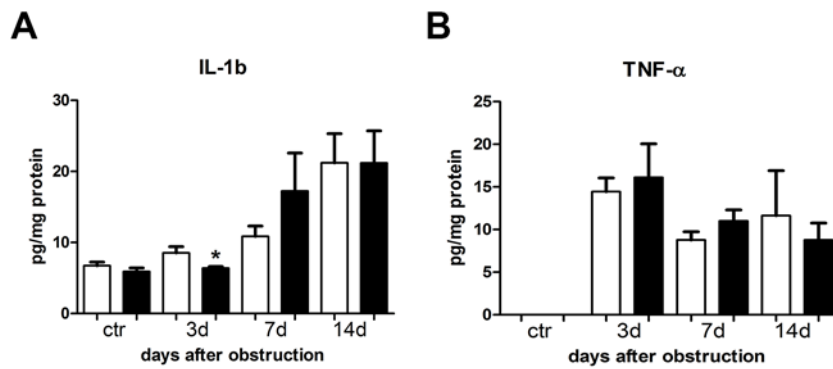 A
IL-1b
pg/mg protein
30
20
10
0
*
ctr 3d 7d 14d
days after obstruction
B
TNF-α
pg/mg protein
25
20
15
10
5
0
ctr 3d 7d 14d
days after obstruction